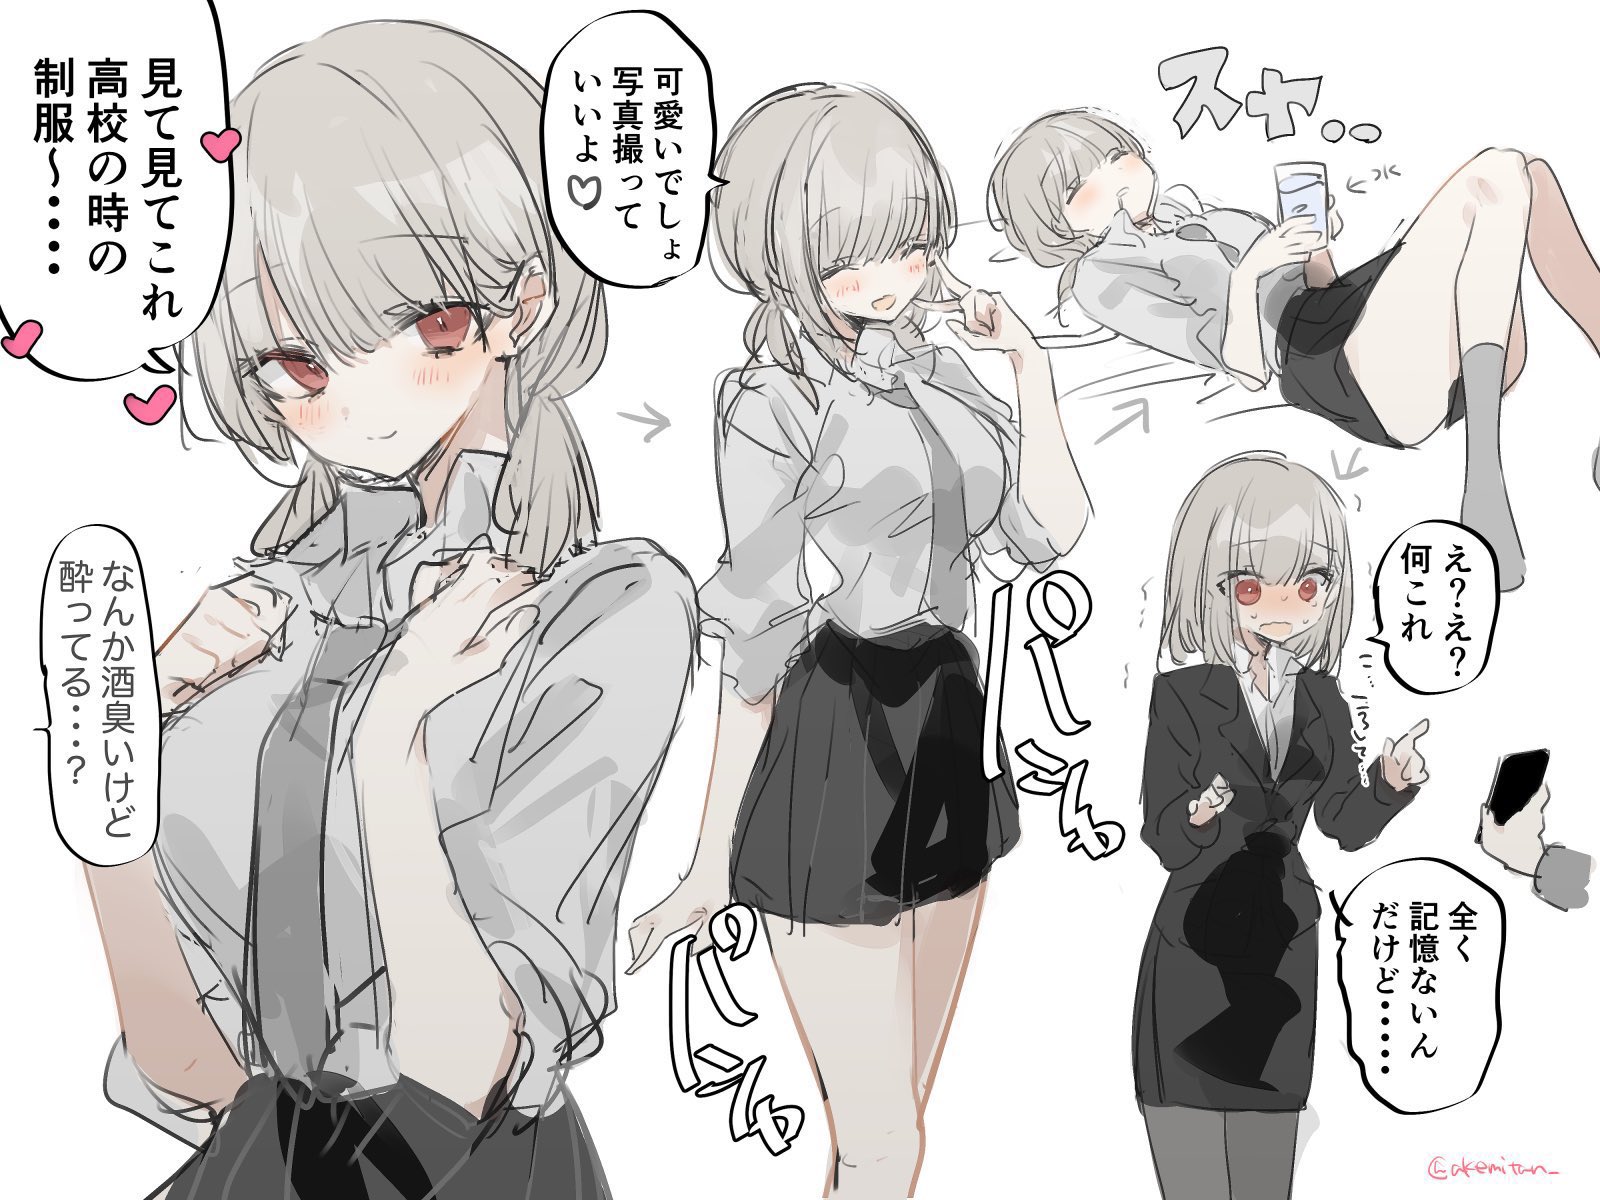 見て見てこれ
高校の時の
制服～・・・・
なんか酒臭いけど
酔ってる・・・？
可愛いでしょ
写真撮って
いいよ♡
パシャ
パシャ
スヤ・・
え？え？
何これ
全く
記憶ないん
だけど・・・・・・
@akemitan_